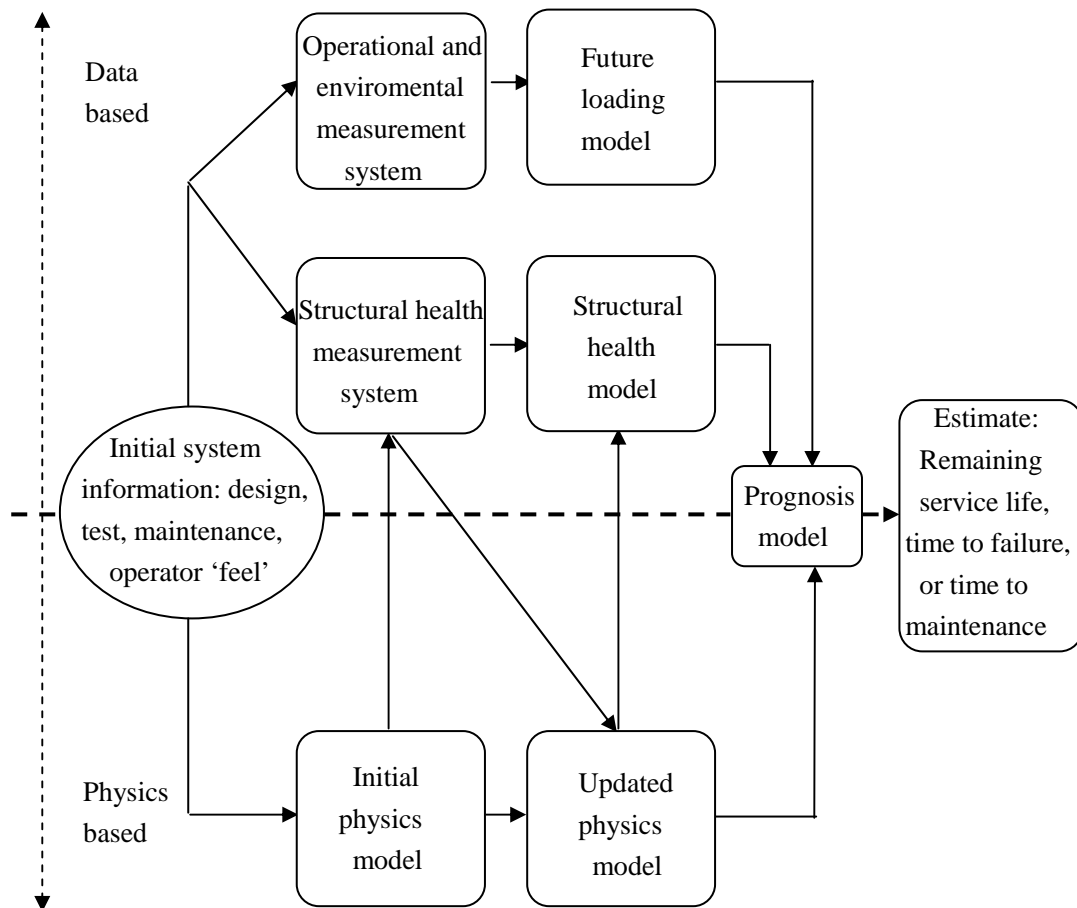 Data
based
Operational and
enviromental
measurement
system
Future
loading
model
Structural health
measurement
system
Structural
health
model
Initial system
information: design,
test, maintenance,
operator ‘feel’
Prognosis
model
Estimate:
Remaining
service life,
time to failure,
or time to
maintenance
Physics
based
Initial
physics
model
Updated
physics
model